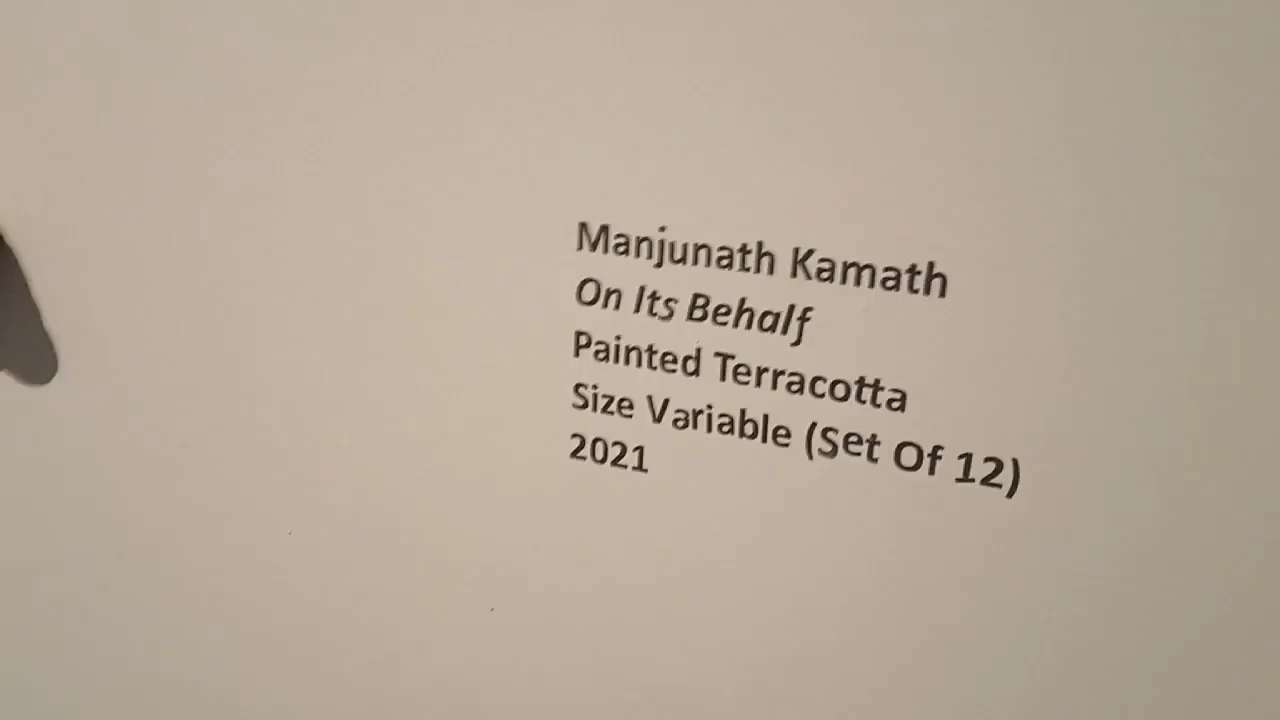 Manjunath Kamath
On Its Behalf
Painted Terracotta
Size Variable (Set Of 12)
2021